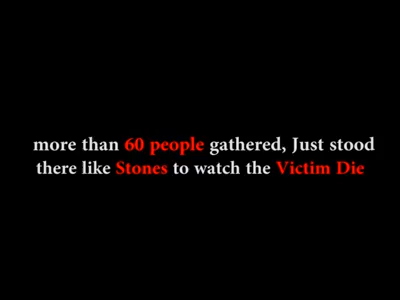 more than 60 people gathered, Just stood
there like Stones to watch the Victim Die